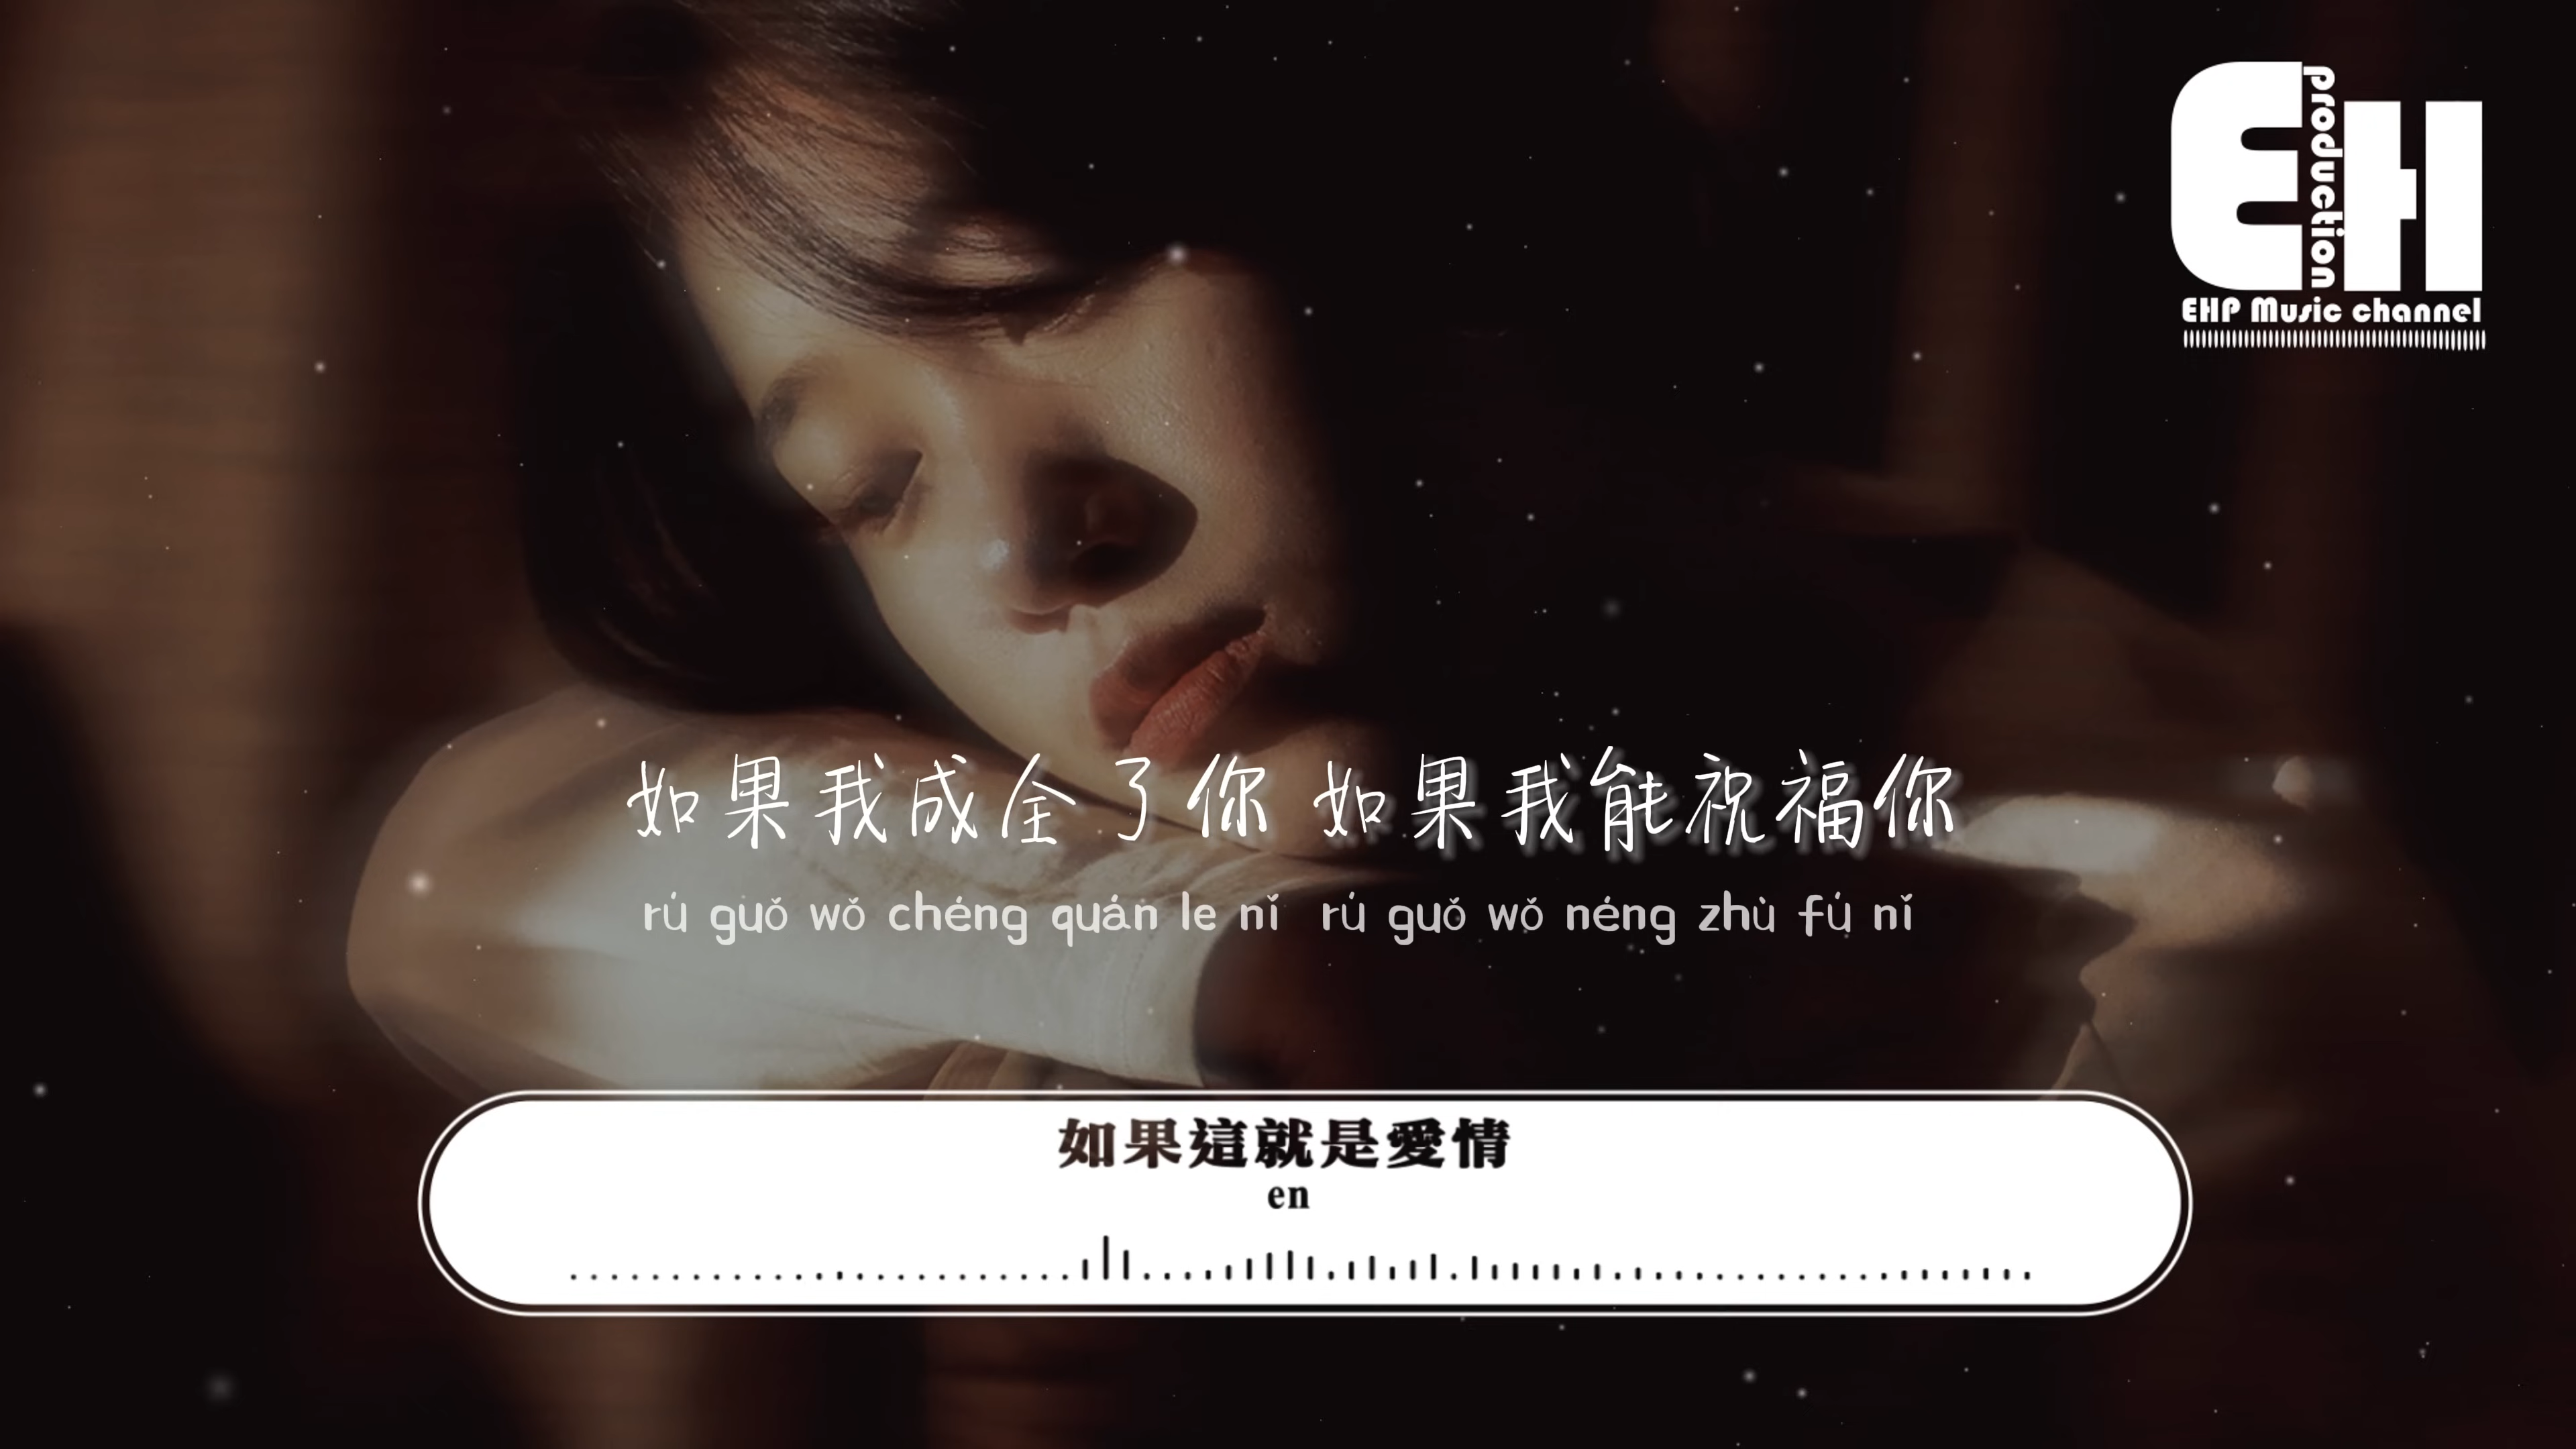 EH
production
EHP Music channel
如果我成全了你 如果我能祝福你
rú guǒ wǒ chéng quán le nǐ rú guǒ wǒ néng zhù fú nǐ
如果這就是愛情
en